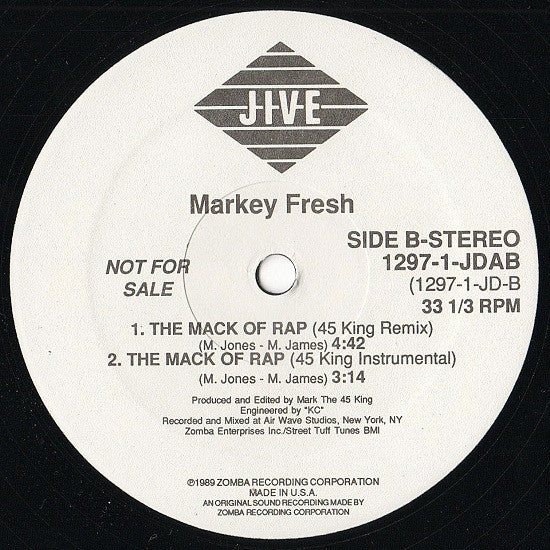 JIVE
Markey Fresh
SIDE B-STEREO
NOT FOR
SALE
1297-1-JDAB
(1297-1-JD-B
33 1/3 RPM
1. THE MACK OF RAP (45 King Remix)
(M. Jones - M. James) 4:42
2. THE MACK OF RAP (45 King Instrumental)
(M. Jones - M. James) 3:14
Produced and Edited by Mark The 45 King
Engineered by "KC"
Recorded and Mixed at Air Wave Studios, New York, NY
Zomba Enterprises Inc./Street Tuff Tunes BMI
©1989 ZOMBA RECORDING CORPORATION
MADE IN U.S.A.
AN ORIGINAL SOUND RECORDING MADE BY
ZOMBA RECORDING CORPORATION